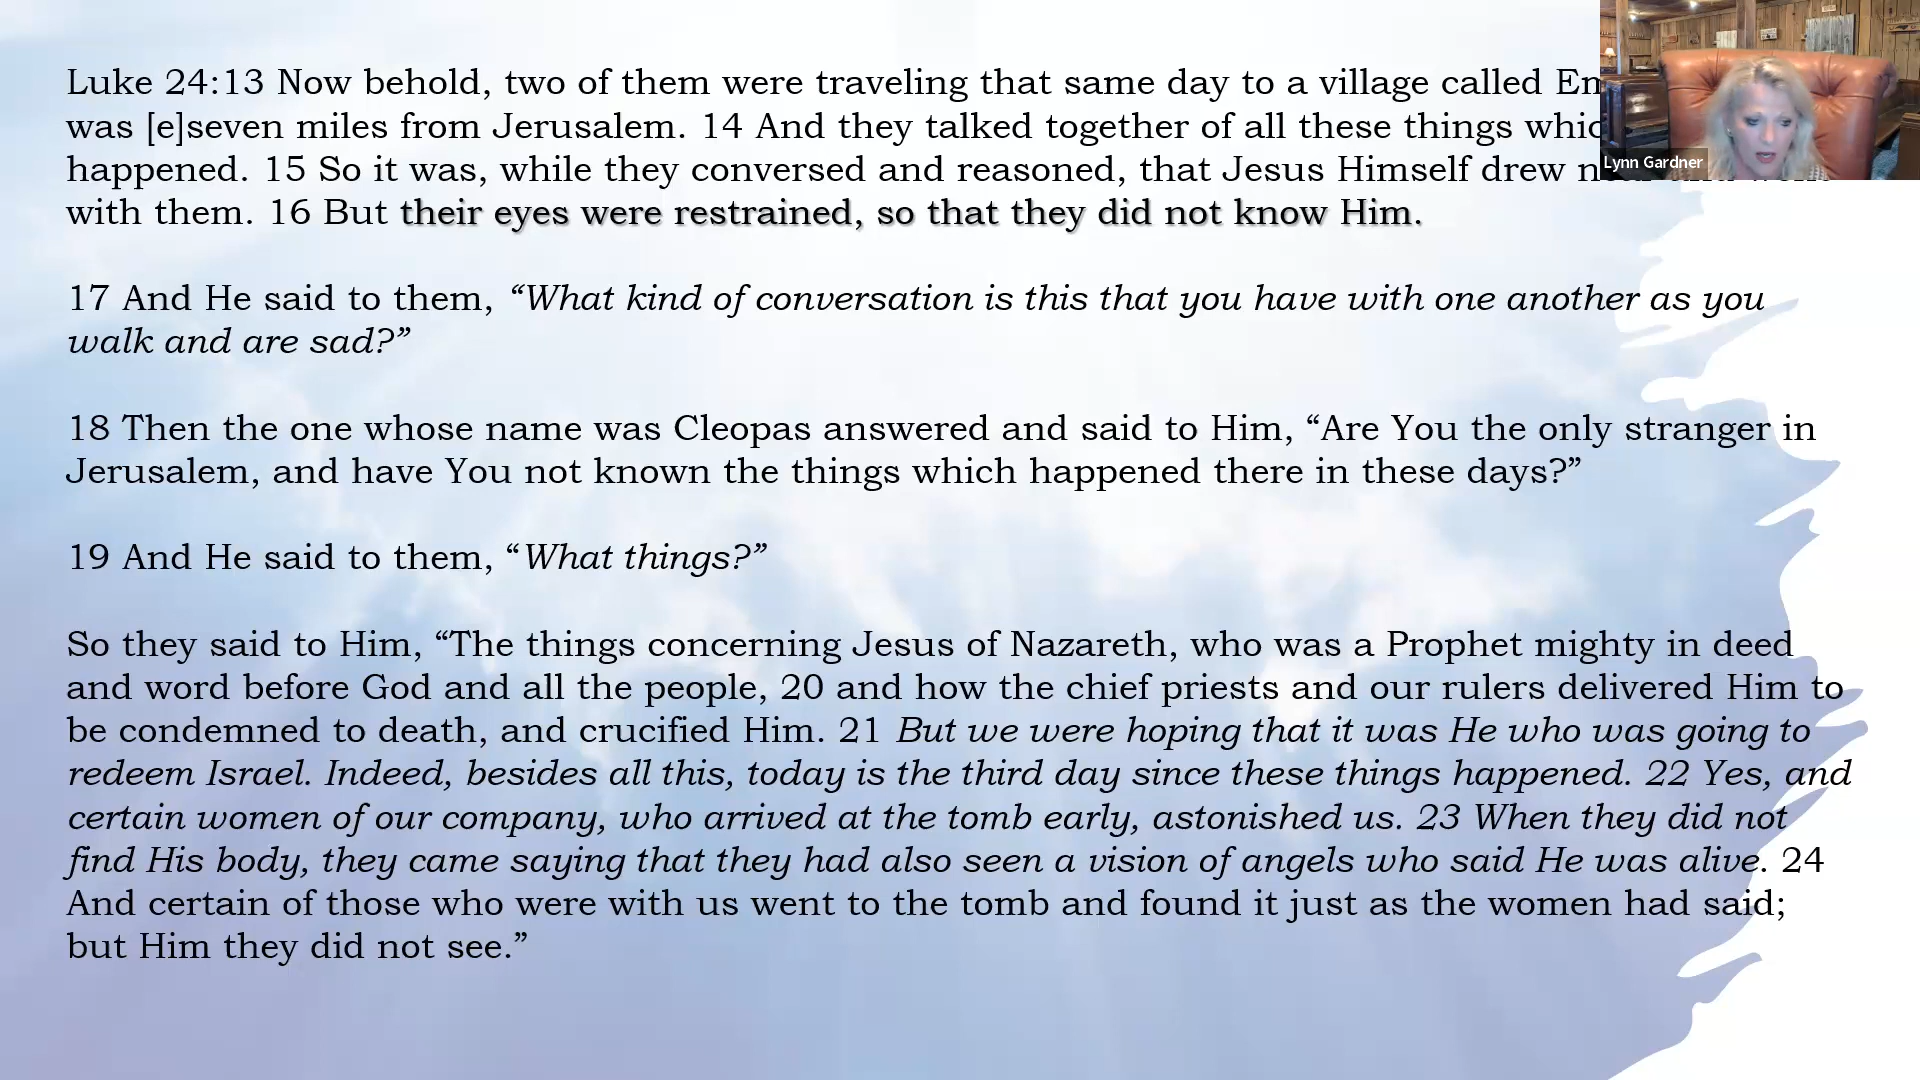 Luke 24:13 Now behold, two of them were traveling that same day to a village called
was [e]seven miles from Jerusalem. 14 And they talked together of all these things
happened. 15 So it was, while they conversed and reasoned, that Jesus Himself drew
with them. 16 But their eyes were restrained, so that they did not know Him.
17 And He said to them, “What kind of conversation is this that you have with one another as you
walk and are sad?”
18 Then the one whose name was Cleopas answered and said to Him, “Are You the only stranger in
Jerusalem, and have You not known the things which happened there in these days?”
19 And He said to them, “What things?”
So they said to Him, “The things concerning Jesus of Nazareth, who was a Prophet mighty in deed
and word before God and all the people, 20 and how the chief priests and our rulers delivered Him to
be condemned to death, and crucified Him. 21 But we were hoping that it was He who was going to
redeem Israel. Indeed, besides all this, today is the third day since these things happened. 22 Yes, and
certain women of our company, who arrived at the tomb early, astonished us. 23 When they did not
find His body, they came saying that they had also seen a vision of angels who said He was alive. 24
And certain of those who were with us went to the tomb and found it just as the women had said;
but Him they did not see.”
Lynn Gardner